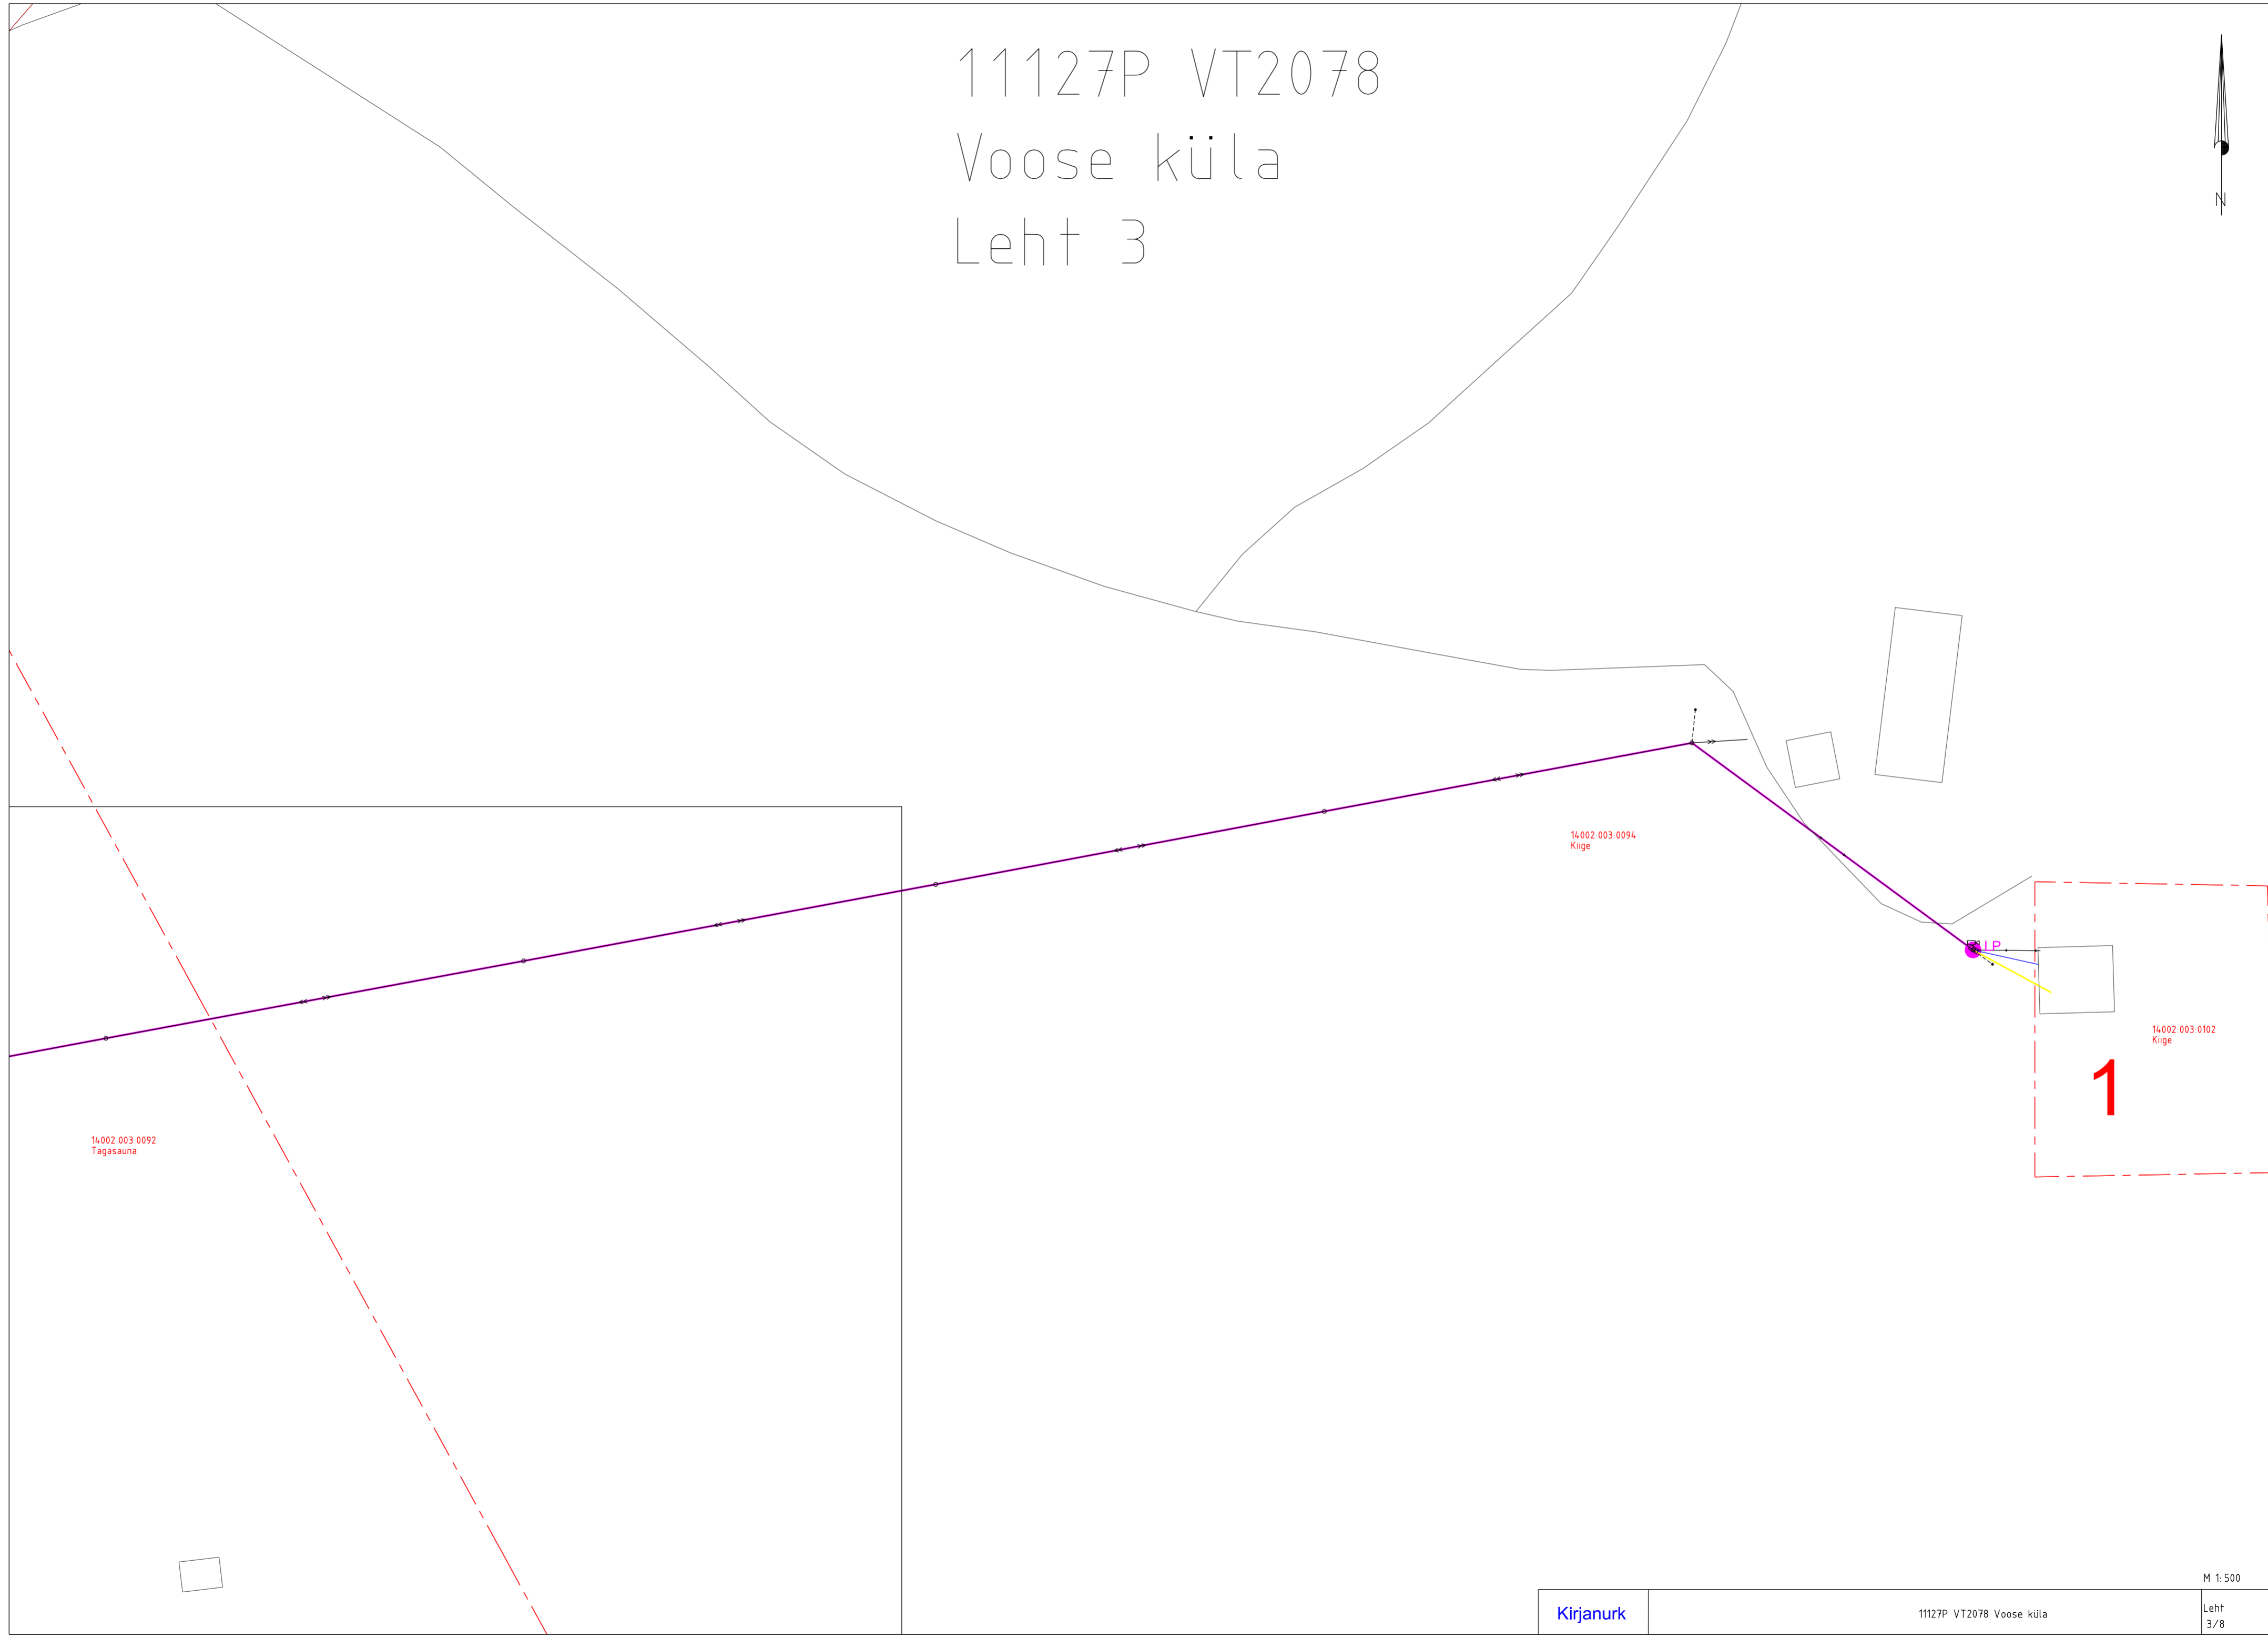 11127P VT2078
Voose küla
Leht 3
N
14002:003:0094
Kiige
14002:003:0102
Kiige
1
14002:003:0092
Tagasauna
M 1:500
Kirjanurk
11127P VT2078 Voose küla
Leht
3/8